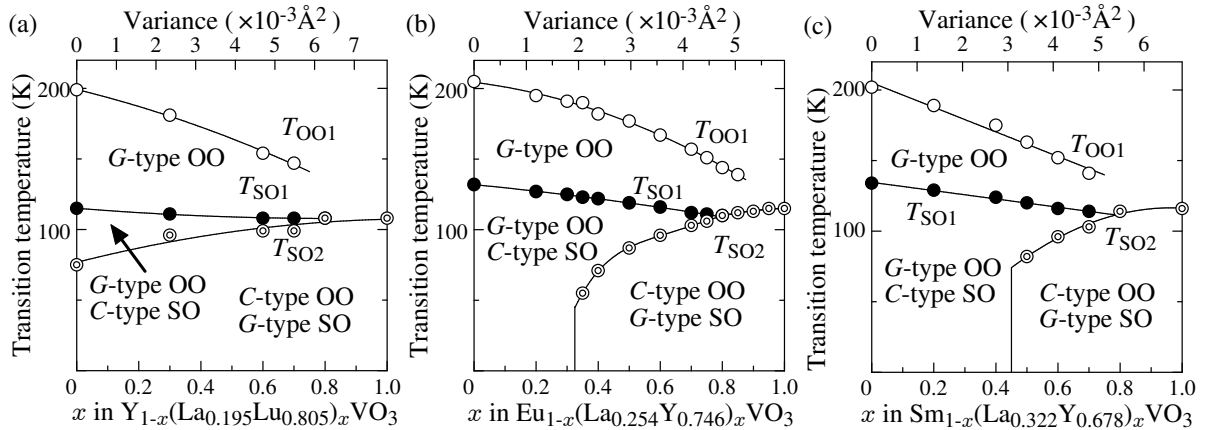 (a)
Variance (×10⁻³Å²)
0 1 2 3 4 5 6 7
Transition temperature (K)
200
100
T_OO1
G-type OO
T_SO1
T_SO2
G-type OO
C-type SO
C-type OO
G-type SO
0 0.2 0.4 0.6 0.8 1.0
x in Y₁₋ₓ(La₀.₁₉₅Lu₀.₈₀₅)ₓVO₃
(b)
Variance (×10⁻³Å²)
0 1 2 3 4 5
Transition temperature (K)
200
100
T_OO1
G-type OO
T_SO1
G-type OO
C-type SO
T_SO2
C-type OO
G-type SO
0 0.2 0.4 0.6 0.8 1.0
x in Eu₁₋ₓ(La₀.₂₅₄Y₀.₇₄₆)ₓVO₃
(c)
Variance (×10⁻³Å²)
0 1 2 3 4 5 6
Transition temperature (K)
200
100
G-type OO
T_OO1
T_SO1
T_SO2
G-type OO
C-type SO
C-type OO
G-type SO
0 0.2 0.4 0.6 0.8 1.0
x in Sm₁₋ₓ(La₀.₃₂₂Y₀.₆₇₈)ₓVO₃